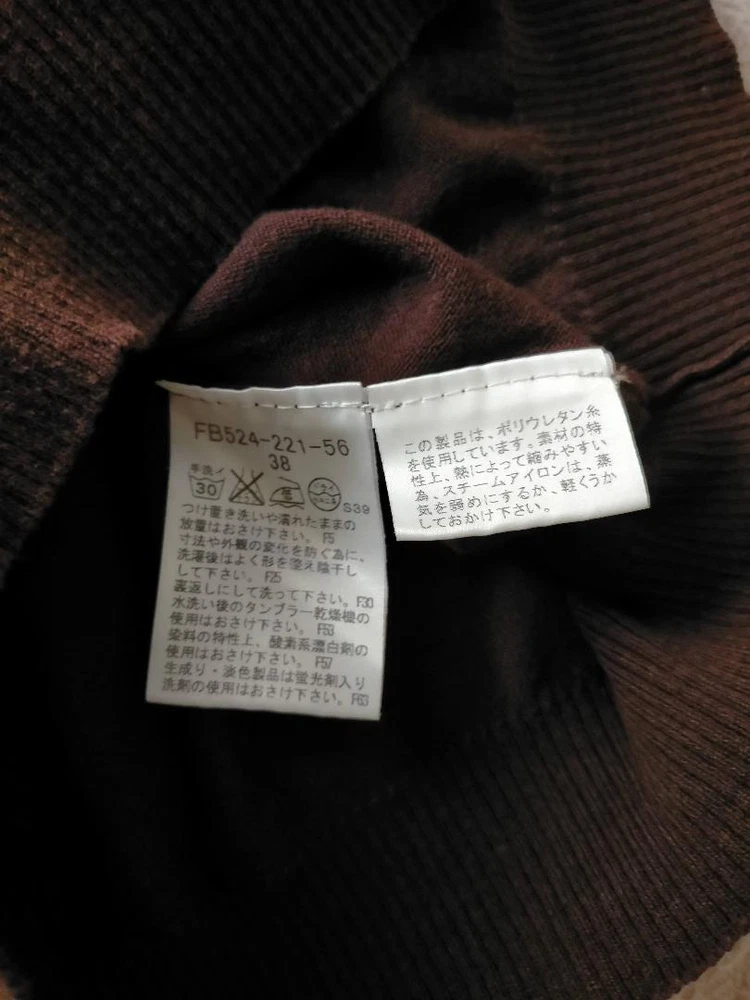 FB524-221-56
38
手洗イ
30
中
ドライ
セキユ系
S39
つけ置き洗いや濡れたままの
放置はおさけ下さい。F5
寸法や外観の変化を防ぐ為に、
洗濯後はよく形を整え陰干し
して下さい。F25
裏返しにして洗って下さい。F30
水洗い後のタンブラー乾燥機の
使用はおさけ下さい。F53
染料の特性上、酸素系漂白剤の
使用はおさけ下さい。F57
生成り・淡色製品は蛍光剤入り
洗剤の使用はおさけ下さい。F63
この製品は、ポリウレタン糸
を使用しています。素材の特
性上、熱によって縮みやすい
為、スチームアイロンは、蒸
気を弱めにするか、軽くうか
しておかけ下さい。